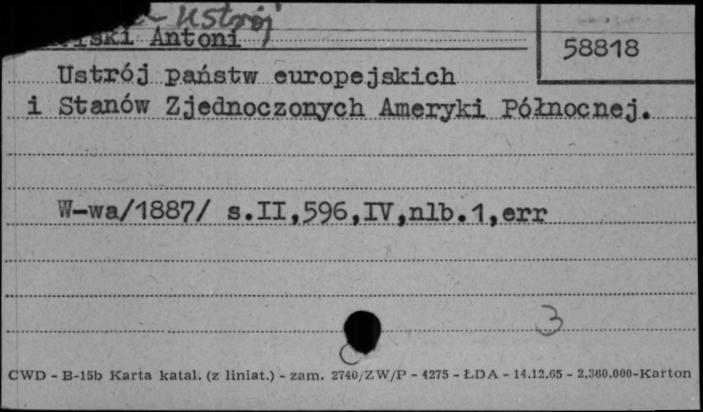 Ustrój
Antoni
58818
Ustrój państw europejskich
i Stanów Zjednoczonych Ameryki Północnej.
W-wa/1887/ s.II,596,IV,nlb.1,err
3
CWD - B-15b Karta katal. (z liniat.) - zam. 2740/ZW/P - 4275 - ŁDA - 14.12.65 - 2.360.000-Karton